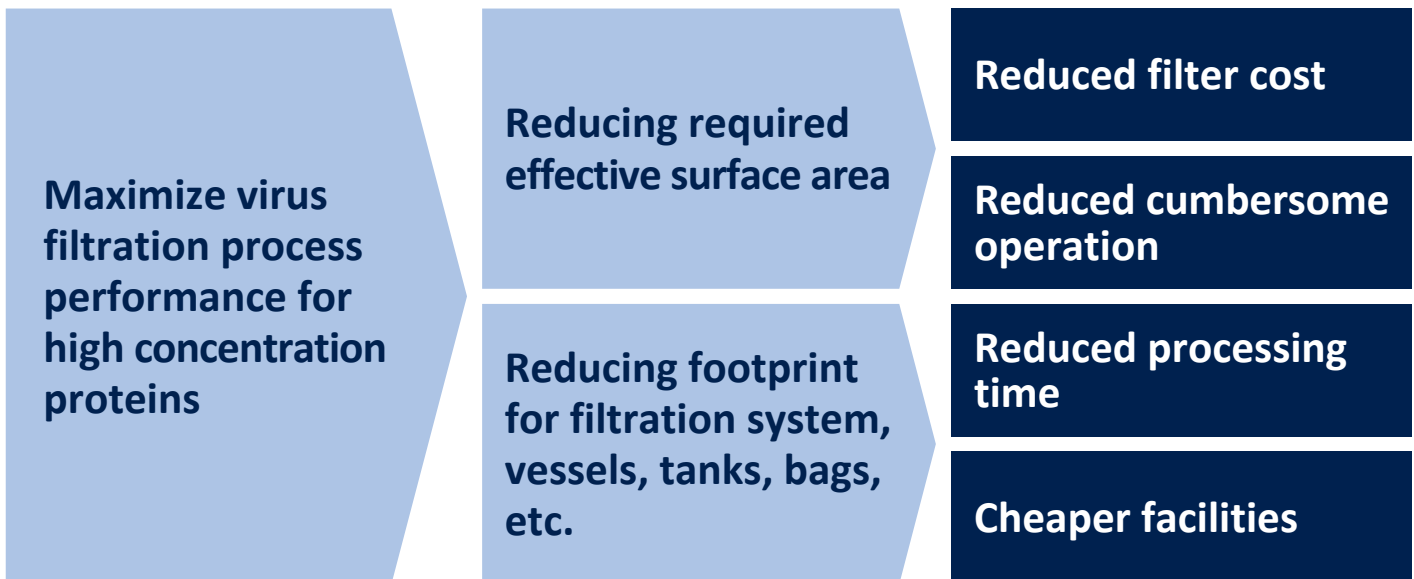 Maximize virus
filtration process
performance for
high concentration
proteins
Reducing required
effective surface area
Reducing footprint
for filtration system,
vessels, tanks, bags,
etc.
Reduced filter cost
Reduced cumbersome
operation
Reduced processing
time
Cheaper facilities